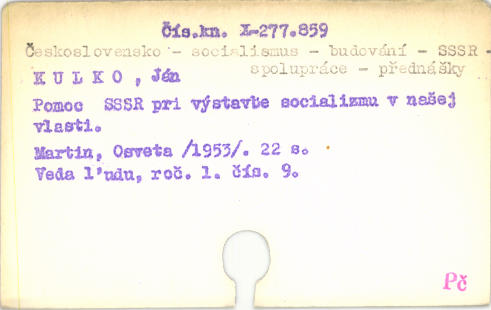 Čís.kn. X-277.859
Československo - socialismus - budování - SSSR -
spolupráce - přednášky
KULKO, Ján
Pomoc SSSR pri výstavbe socializmu v našej
vlasti.
Martin, Osveta /1953/. 22 s.
Veda l'udu, roč. 1. čís. 9.
Pč